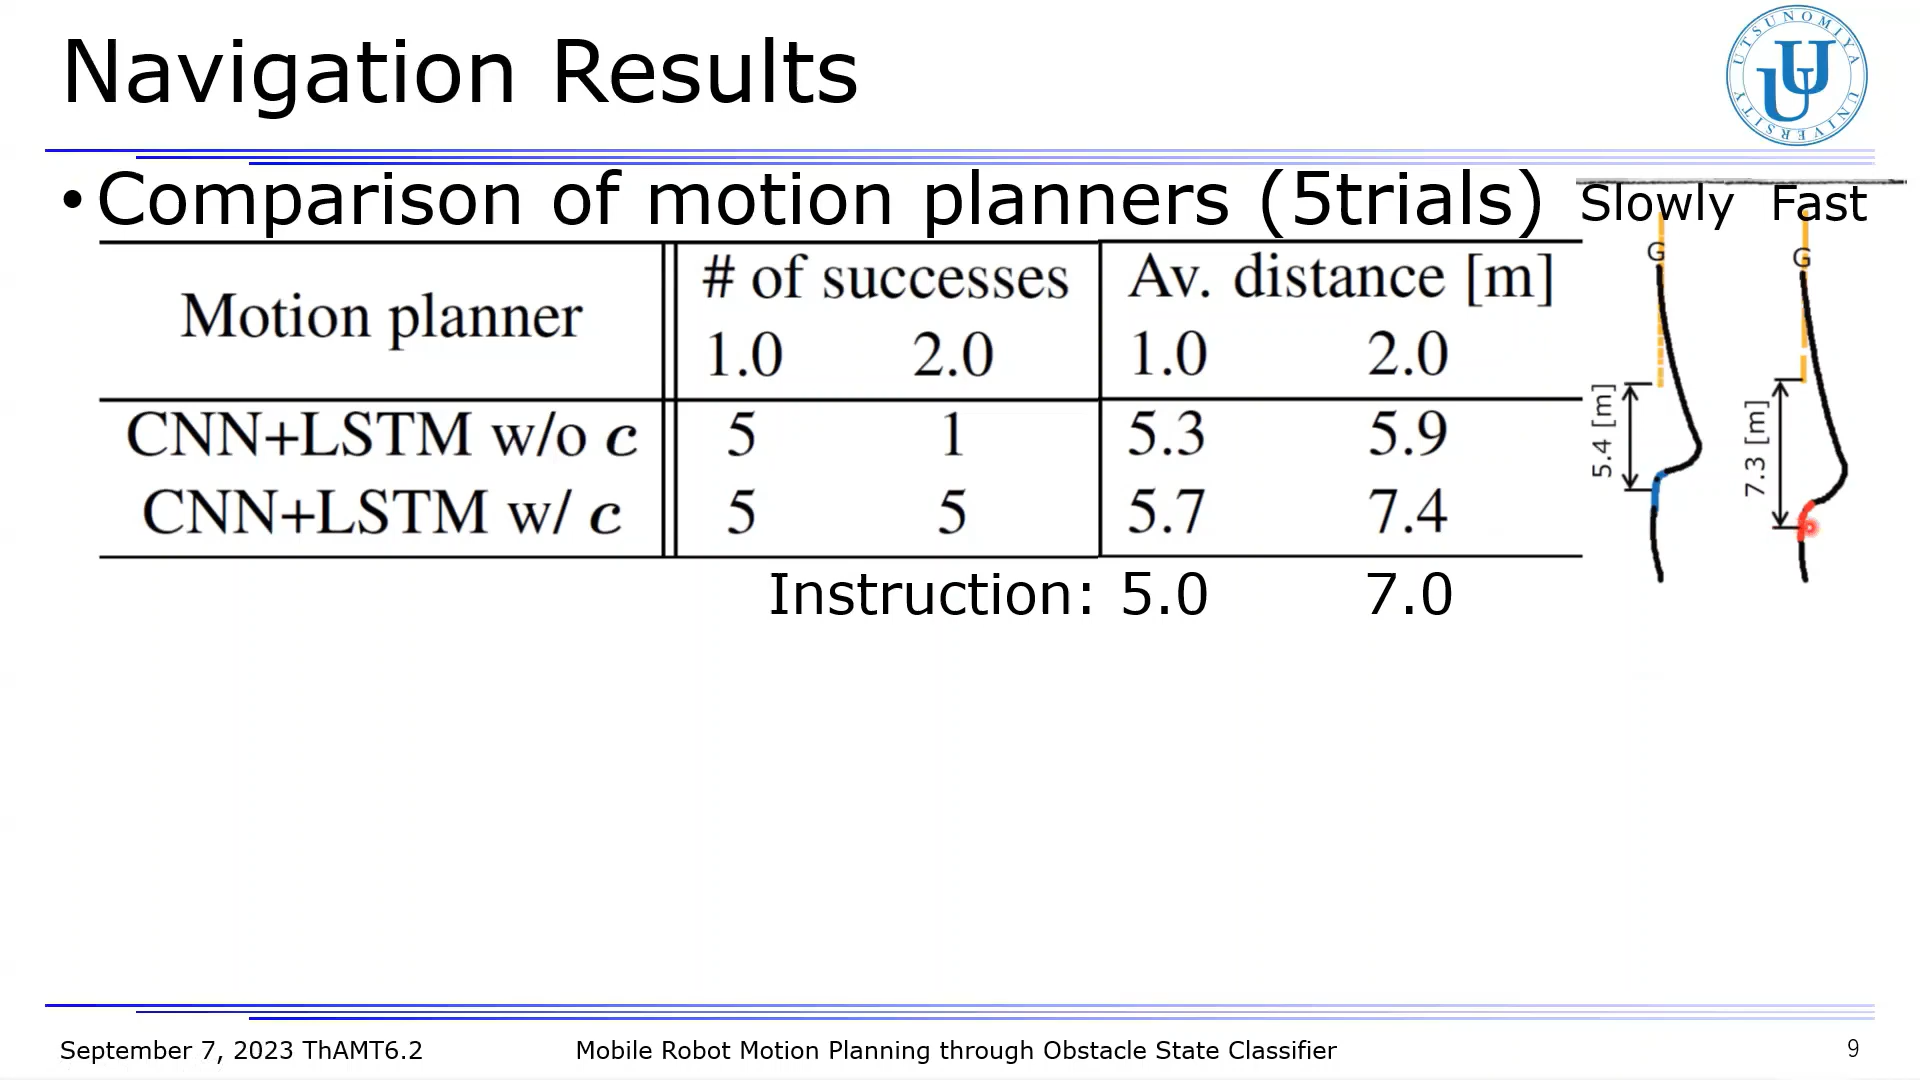 Navigation Results
UTSUNOMIYA UNIVERSITY
• Comparison of motion planners (5trials)
Slowly Fast
Motion planner # of successes Av. distance [m]
1.0 2.0 1.0 2.0
CNN+LSTM w/o c 5 1 5.3 5.9
CNN+LSTM w/ c 5 5 5.7 7.4
Instruction: 5.0 7.0
G G
5.4 [m]
7.3 [m]
September 7, 2023 ThAMT6.2
Mobile Robot Motion Planning through Obstacle State Classifier
9